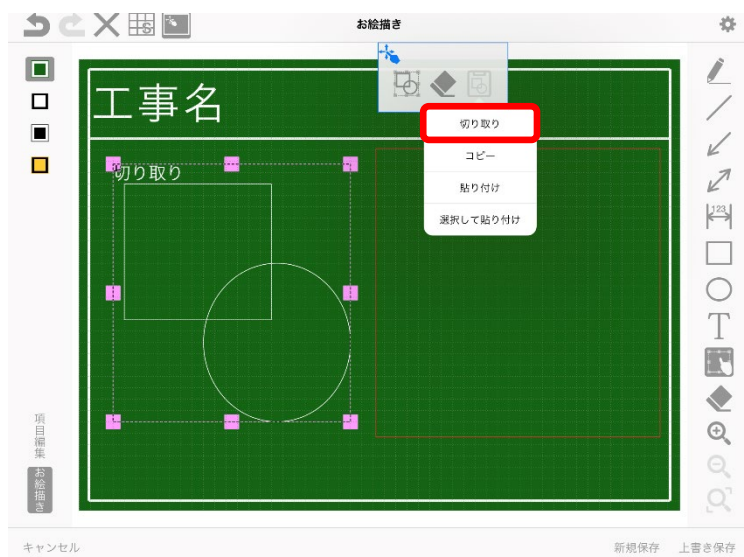 お絵描き
工事名
切り取り
切り取り
コピー
貼り付け
選択して貼り付け
S
123
T
項目編集
お絵描き
キャンセル
新規保存
上書き保存